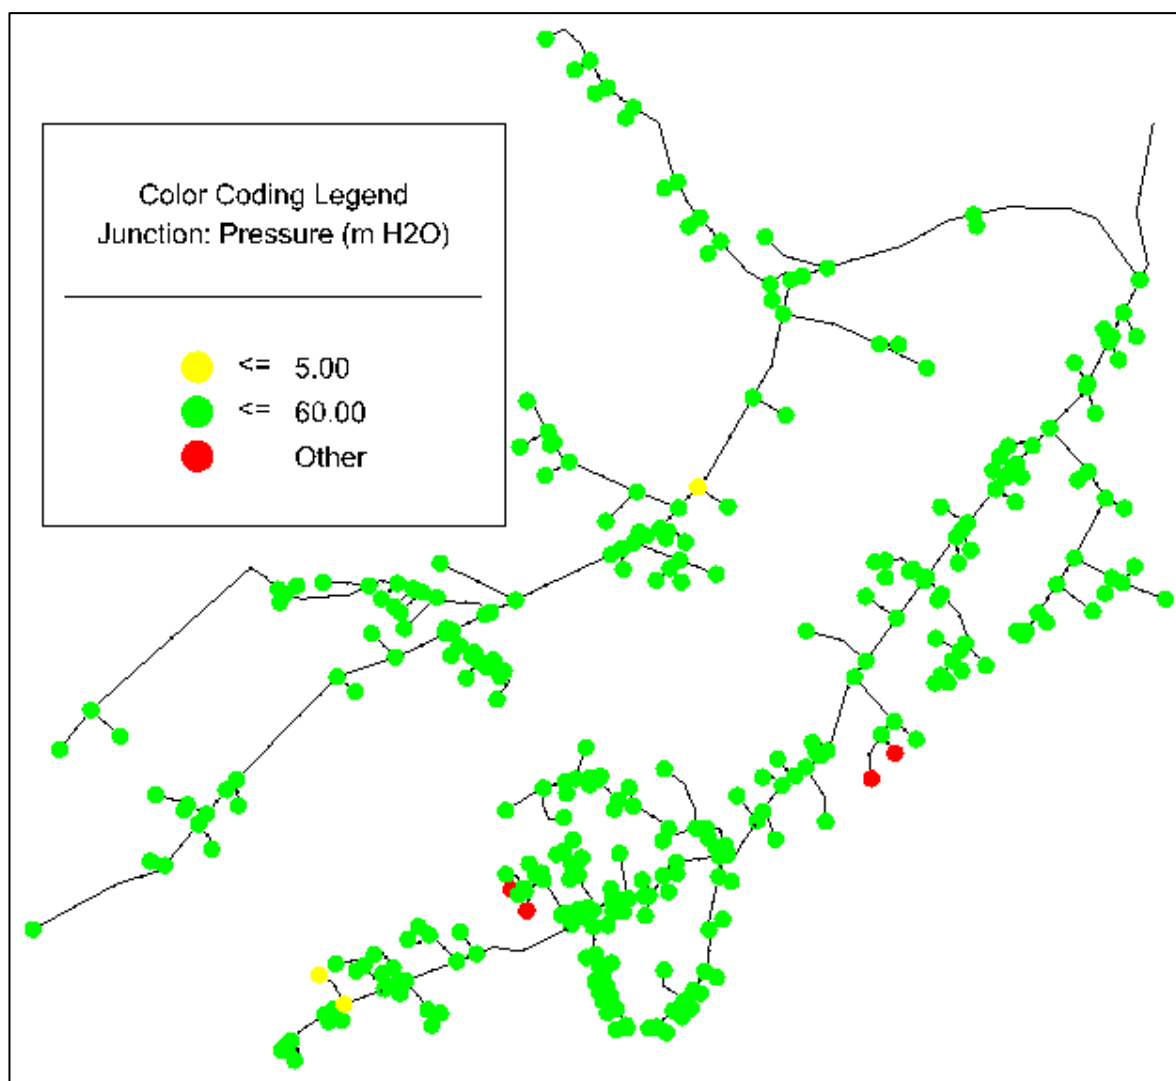 Color Coding Legend
Junction: Pressure (m H2O)
<= 5.00
<= 60.00
Other